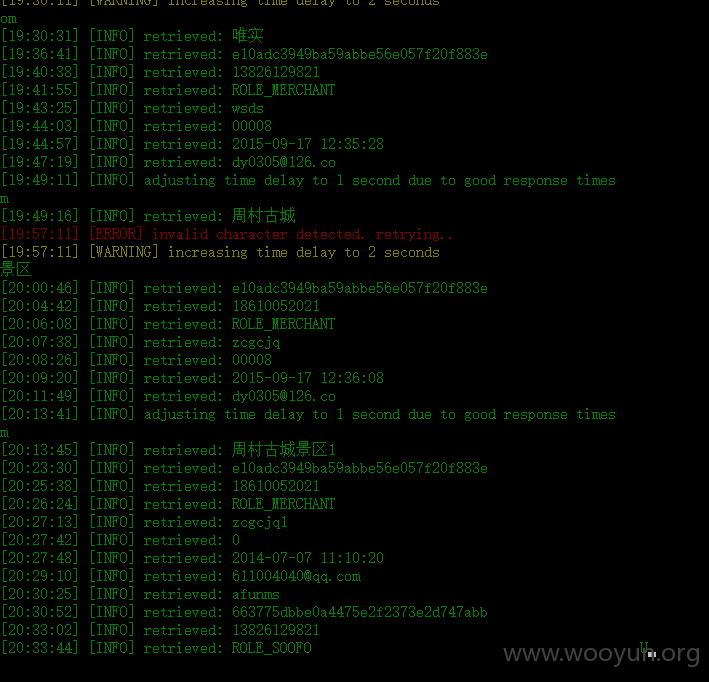 [19:30:11] [WARNING] increasing time delay to 2 seconds
om
[19:30:31] [INFO] retrieved: 唯实
[19:36:41] [INFO] retrieved: e10adc3949ba59abbe56e057f20f883e
[19:40:38] [INFO] retrieved: 13826129821
[19:41:55] [INFO] retrieved: ROLE_MERCHANT
[19:43:25] [INFO] retrieved: wsds
[19:44:03] [INFO] retrieved: 00008
[19:44:57] [INFO] retrieved: 2015-09-17 12:35:28
[19:47:19] [INFO] retrieved: dy0305@126.co
[19:49:11] [INFO] adjusting time delay to 1 second due to good response times
m
[19:49:16] [INFO] retrieved: 周村古城
[19:57:11] [ERROR] invalid character detected. retrying..
[19:57:11] [WARNING] increasing time delay to 2 seconds
景区
[20:00:46] [INFO] retrieved: e10adc3949ba59abbe56e057f20f883e
[20:04:42] [INFO] retrieved: 18610052021
[20:06:08] [INFO] retrieved: ROLE_MERCHANT
[20:07:38] [INFO] retrieved: zcgcjq
[20:08:26] [INFO] retrieved: 00008
[20:09:20] [INFO] retrieved: 2015-09-17 12:36:08
[20:11:49] [INFO] retrieved: dy0305@126.co
[20:13:41] [INFO] adjusting time delay to 1 second due to good response times
m
[20:13:45] [INFO] retrieved: 周村古城景区1
[20:23:30] [INFO] retrieved: e10adc3949ba59abbe56e057f20f883e
[20:25:38] [INFO] retrieved: 18610052021
[20:26:24] [INFO] retrieved: ROLE_MERCHANT
[20:27:13] [INFO] retrieved: zcgcjq1
[20:27:42] [INFO] retrieved: 0
[20:27:48] [INFO] retrieved: 2014-07-07 11:10:20
[20:29:10] [INFO] retrieved: 611004040@qq.com
[20:30:25] [INFO] retrieved: afunms
[20:30:52] [INFO] retrieved: 663775dbbe0a4475e2f2373e2d747abb
[20:33:02] [INFO] retrieved: 13826129821
[20:33:44] [INFO] retrieved: ROLE_SOOFO
www.wooyun.org